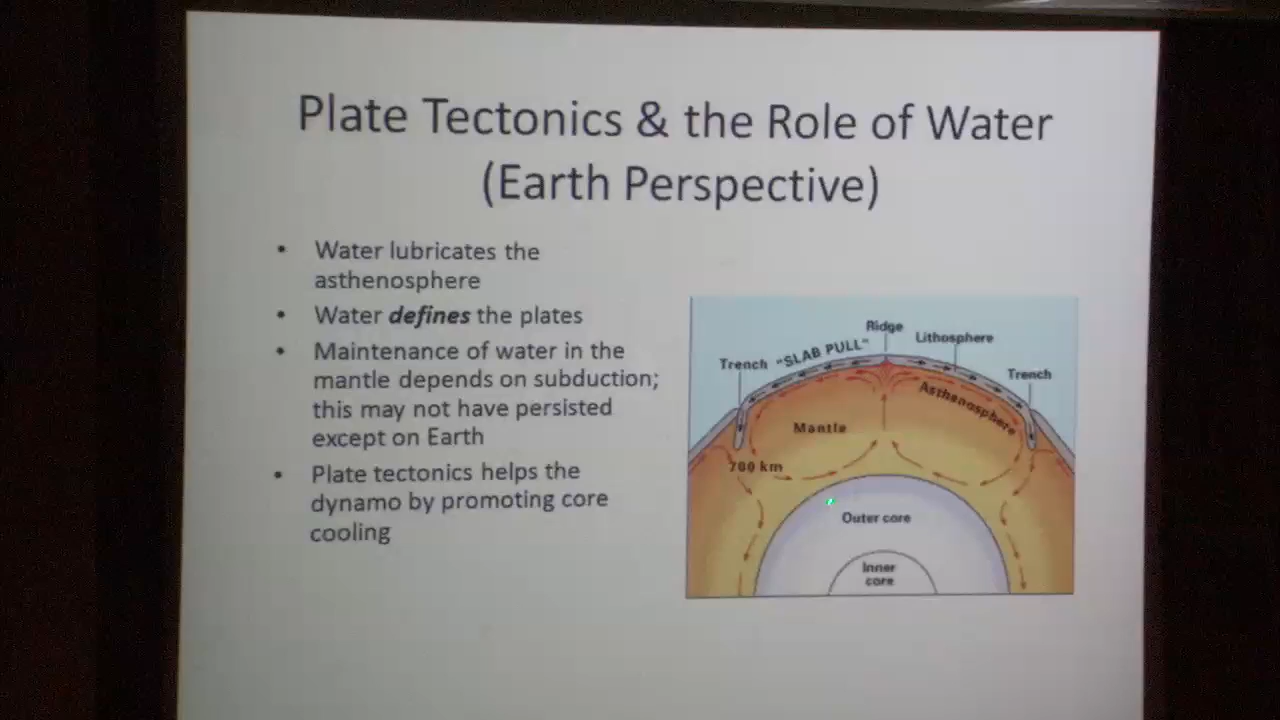 Plate Tectonics & the Role of Water
(Earth Perspective)
• Water lubricates the
asthenosphere
• Water defines the plates
• Maintenance of water in the
mantle depends on subduction;
this may not have persisted
except on Earth
• Plate tectonics helps the
dynamo by promoting core
cooling
Ridge
Lithosphere
Trench "SLAB PULL"
Trench
Asthenosphere
Mantle
700 km
Outer core
Inner
core